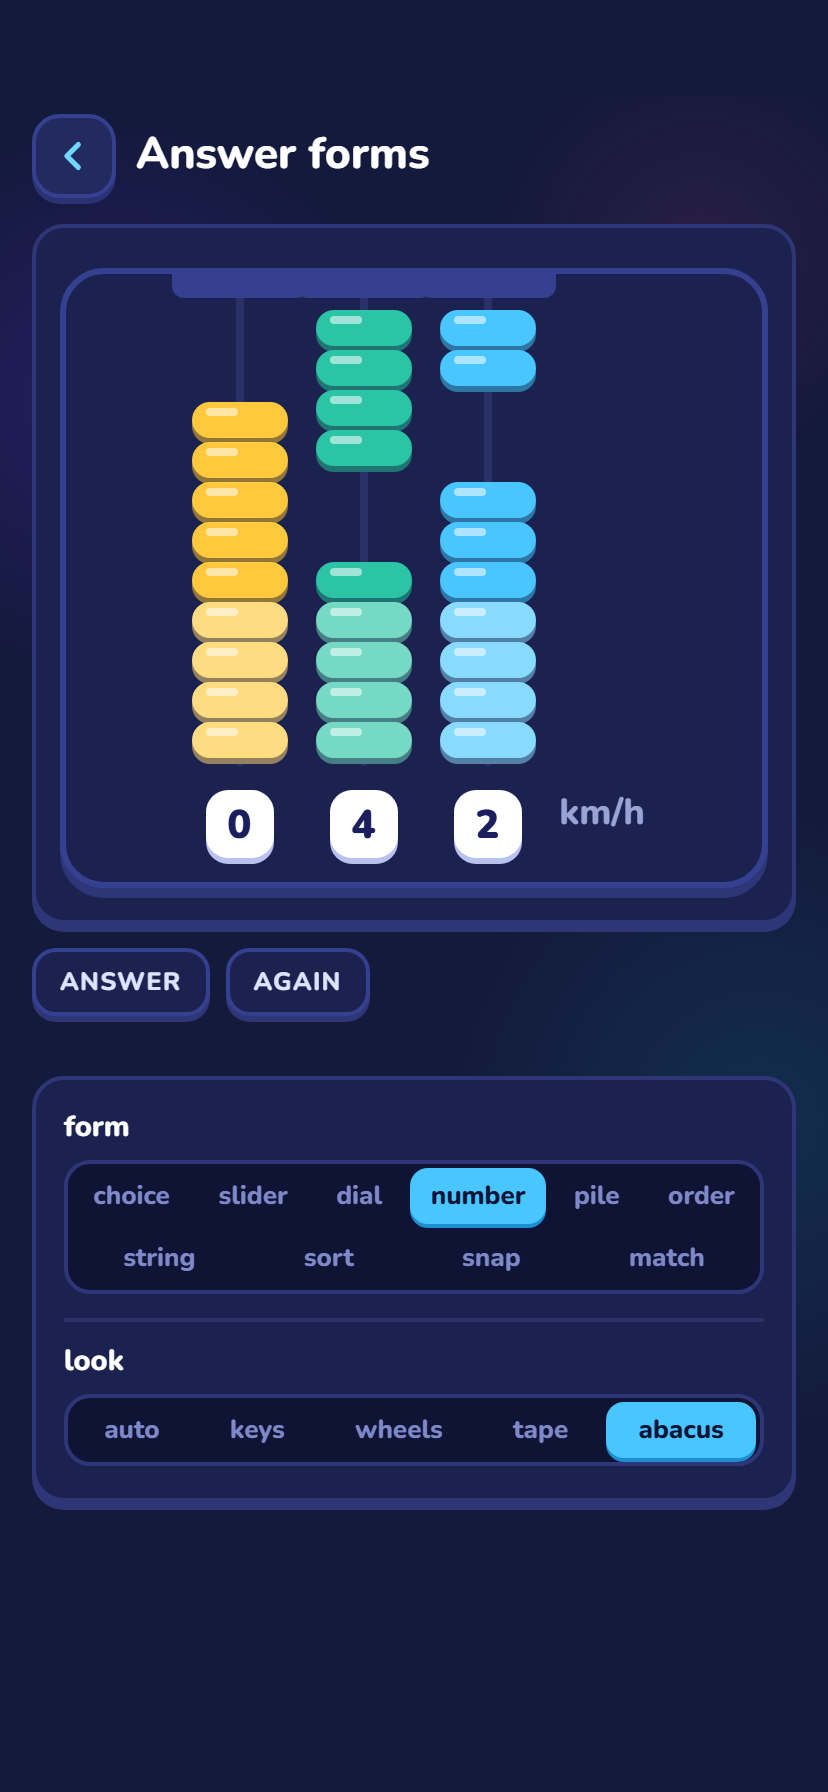 Answer forms
0 4 2 km/h
ANSWER AGAIN
form
choice slider dial number pile order
string sort snap match
look
auto keys wheels tape abacus